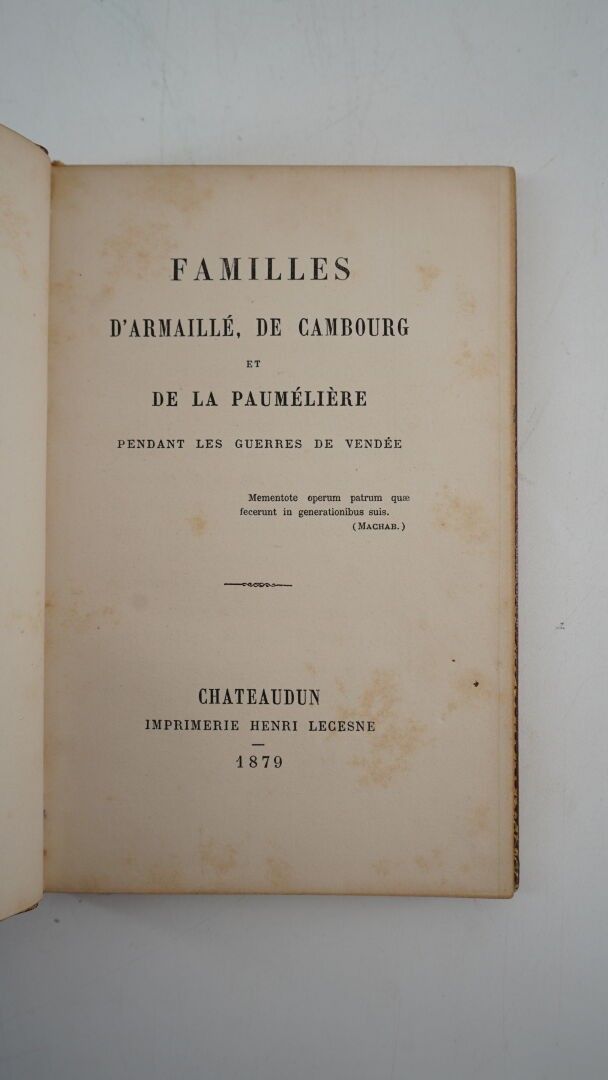 FAMILLES
D'ARMAILLÉ, DE CAMBOURG
ET
DE LA PAUMÉLIÈRE
PENDANT LES GUERRES DE VENDÉE
Mementote operum patrum quæ
fecerunt in generationibus suis.
(MACHAB.)
CHATEAUDUN
IMPRIMERIE HENRI LECESNE
1879